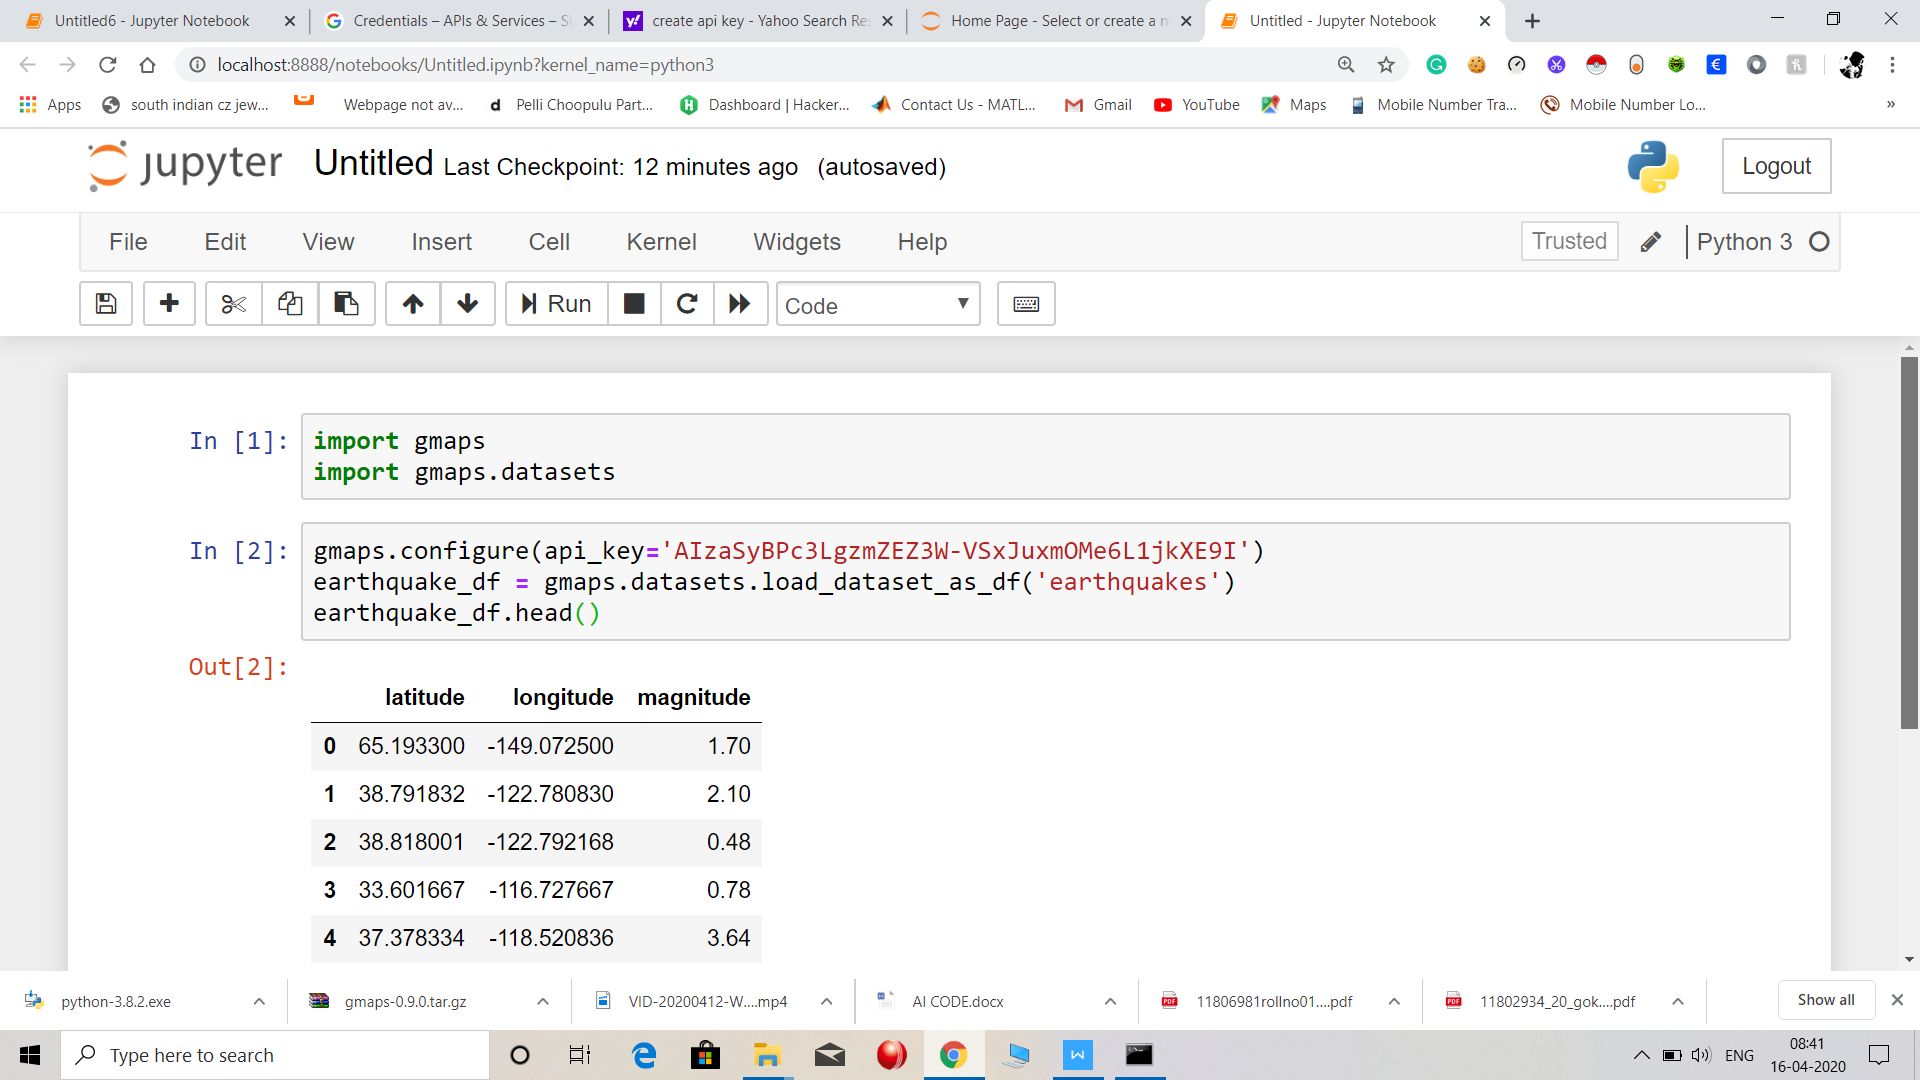 Untitled6 - Jupyter Notebook
Credentials – APIs & Services – Si
create api key - Yahoo Search Res
Home Page - Select or create a n
Untitled - Jupyter Notebook
localhost:8888/notebooks/Untitled.ipynb?kernel_name=python3
Apps
south indian cz jew...
Webpage not av...
d Pelli Choopulu Part...
Dashboard | Hacker...
Contact Us - MATL...
Gmail
YouTube
Maps
Mobile Number Tra...
Mobile Number Lo...
»
jupyter Untitled Last Checkpoint: 12 minutes ago (autosaved)
Logout
File Edit View Insert Cell Kernel Widgets Help
Trusted
Python 3
Run
Code
In [1]: import gmaps
import gmaps.datasets
In [2]: gmaps.configure(api_key='AIzaSyBPc3LgzmZEZ3W-VSxJuxmOMe6L1jkXE9I')
earthquake_df = gmaps.datasets.load_dataset_as_df('earthquakes')
earthquake_df.head()
Out[2]:
latitude longitude magnitude
0 65.193300 -149.072500 1.70
1 38.791832 -122.780830 2.10
2 38.818001 -122.792168 0.48
3 33.601667 -116.727667 0.78
4 37.378334 -118.520836 3.64
python-3.8.2.exe
gmaps-0.9.0.tar.gz
VID-20200412-W....mp4
AI CODE.docx
11806981rollno01....pdf
11802934_20_gok....pdf
Show all
Type here to search
ENG
08:41
16-04-2020